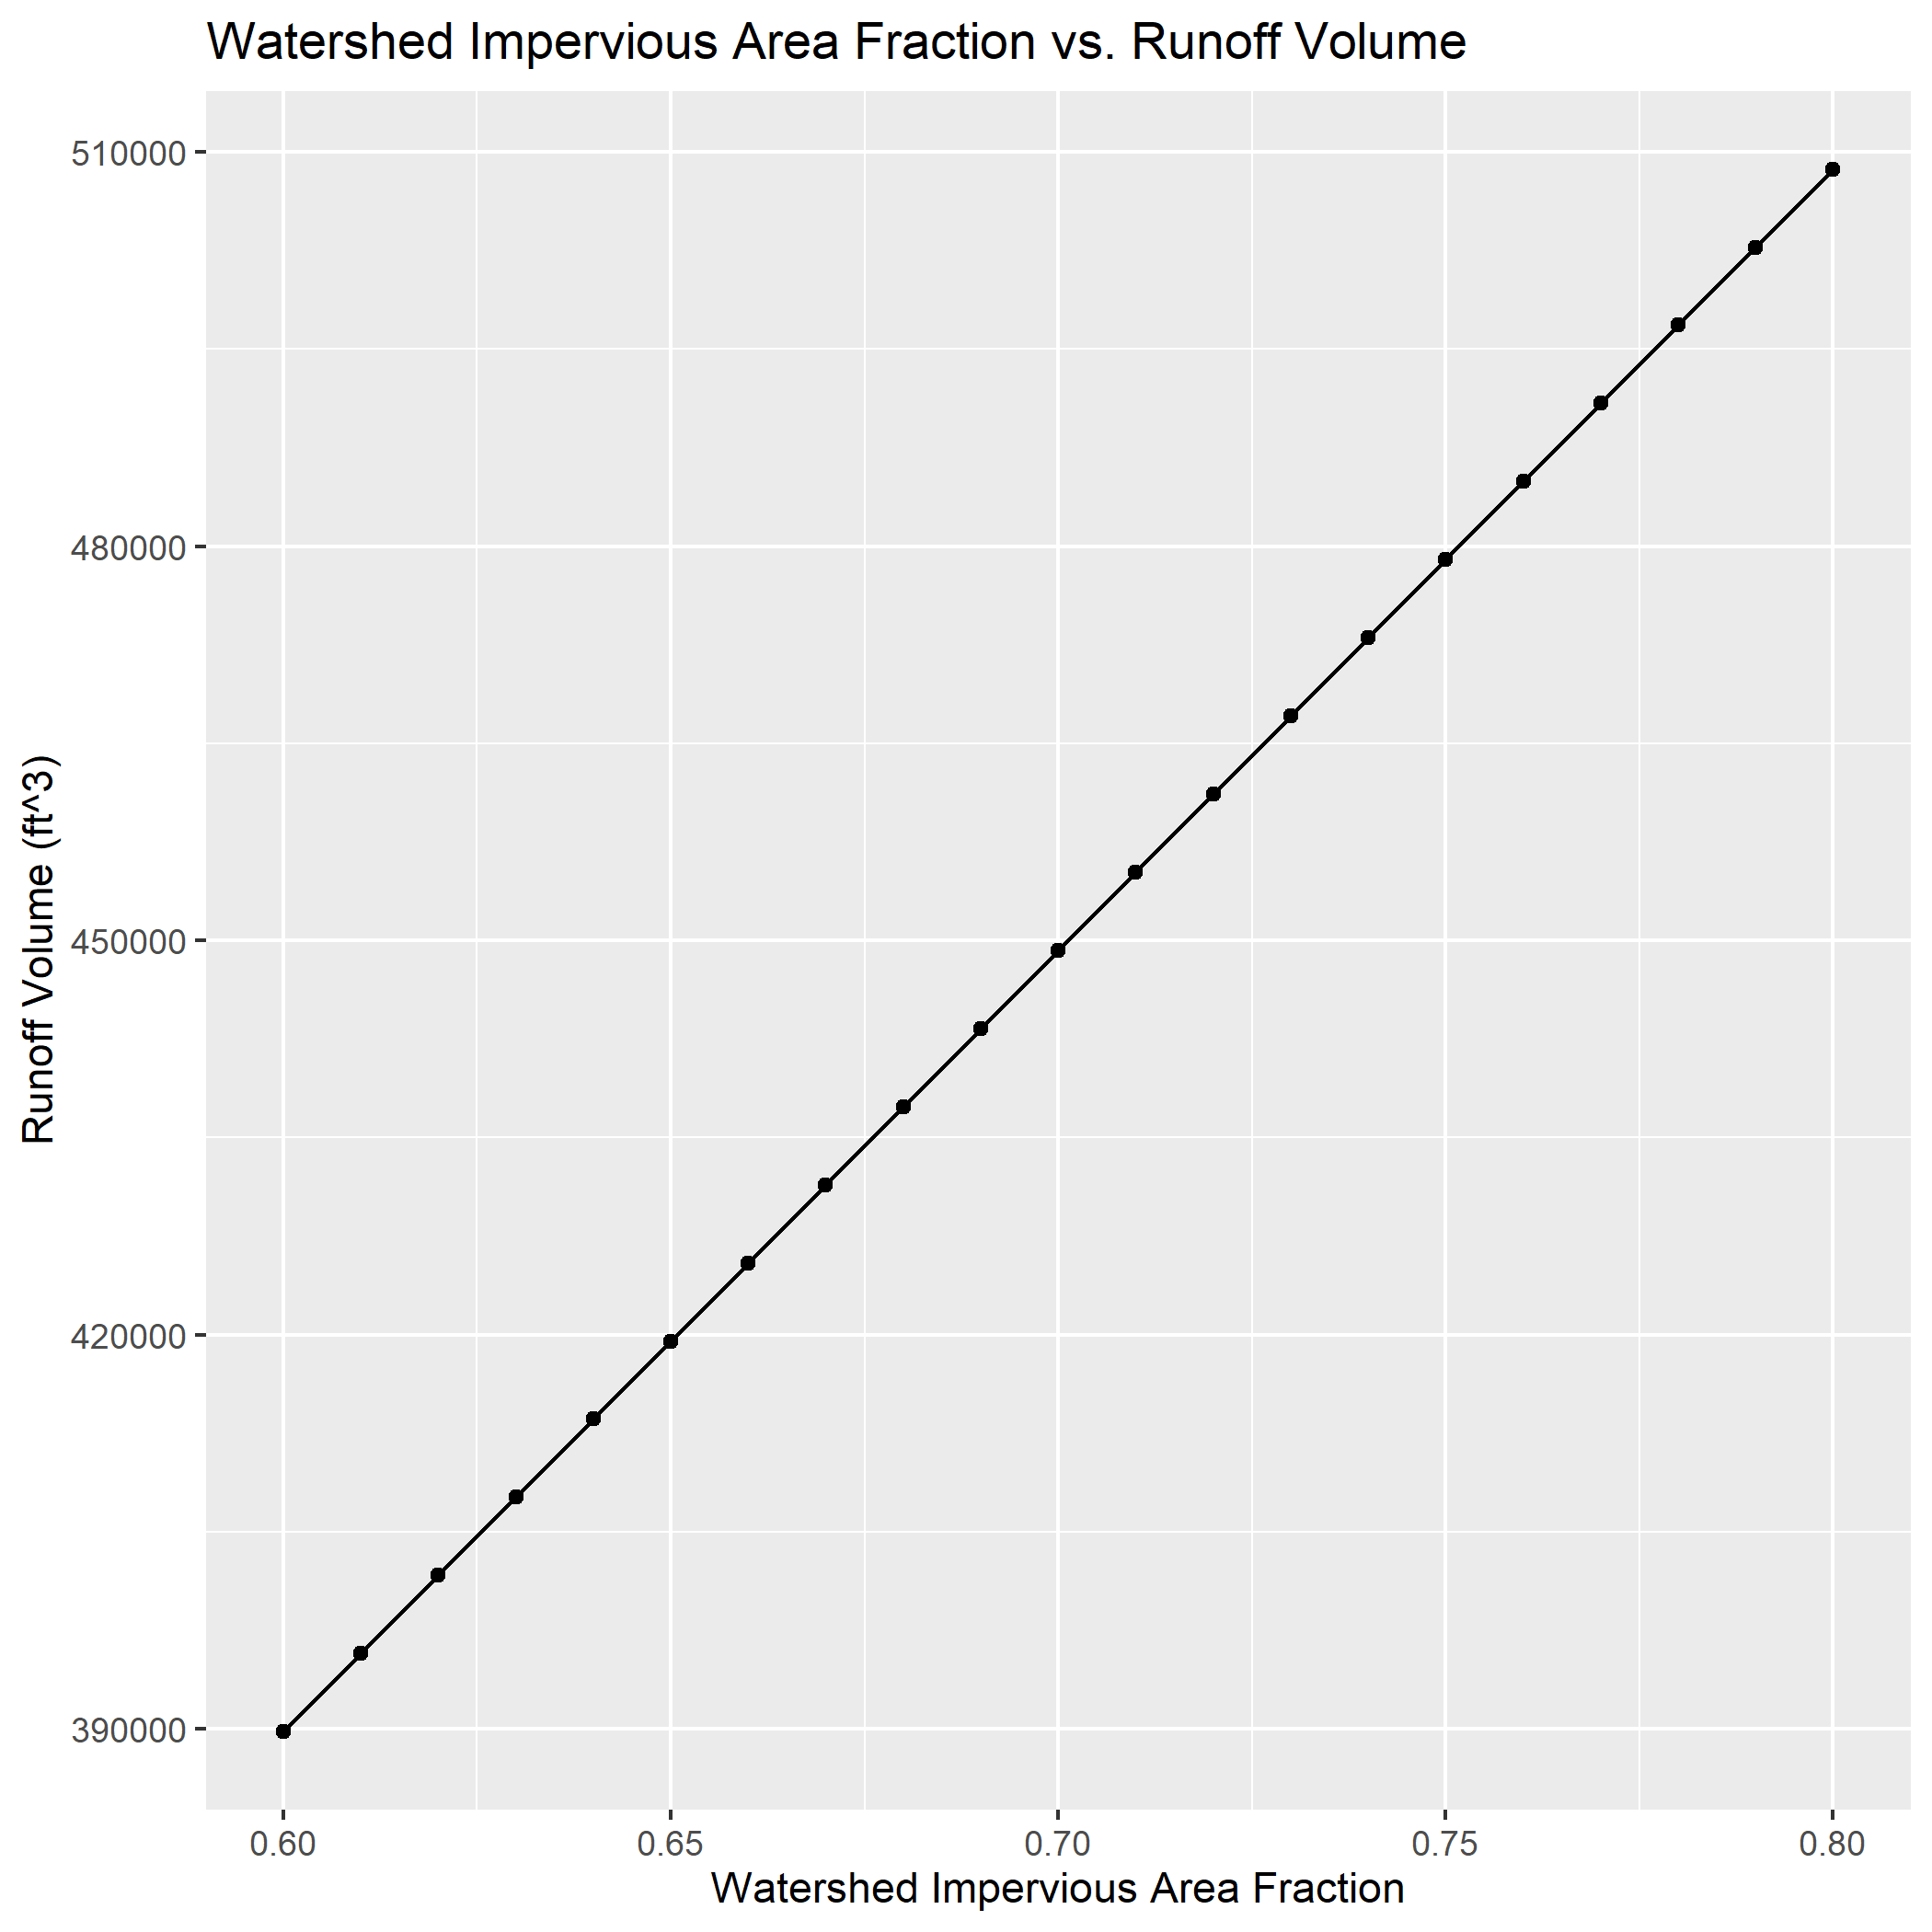 Watershed Impervious Area Fraction vs. Runoff Volume
510000
480000
450000
420000
390000
Runoff Volume (ft^3)
0.60 0.65 0.70 0.75 0.80
Watershed Impervious Area Fraction